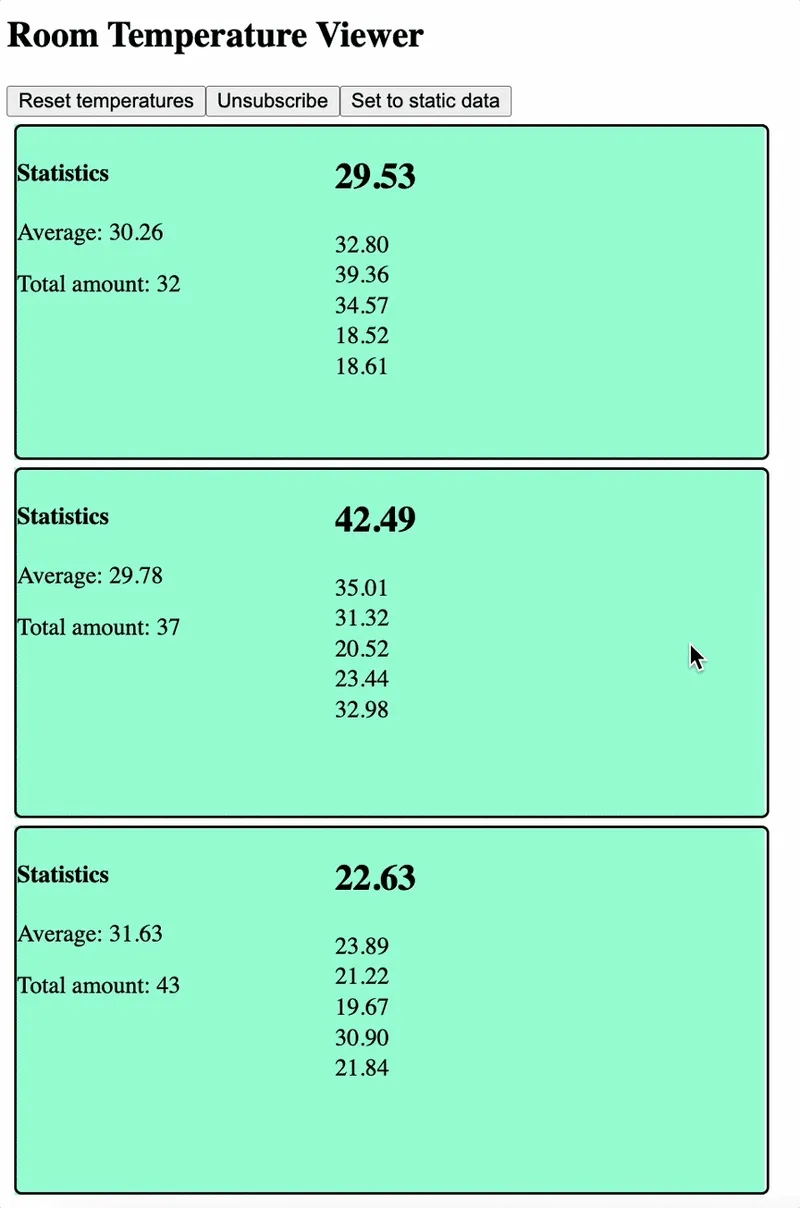 Room Temperature Viewer
Reset temperatures Unsubscribe Set to static data
Statistics
Average: 30.26
Total amount: 32
29.53
32.80
39.36
34.57
18.52
18.61
Statistics
Average: 29.78
Total amount: 37
42.49
35.01
31.32
20.52
23.44
32.98
Statistics
Average: 31.63
Total amount: 43
22.63
23.89
21.22
19.67
30.90
21.84